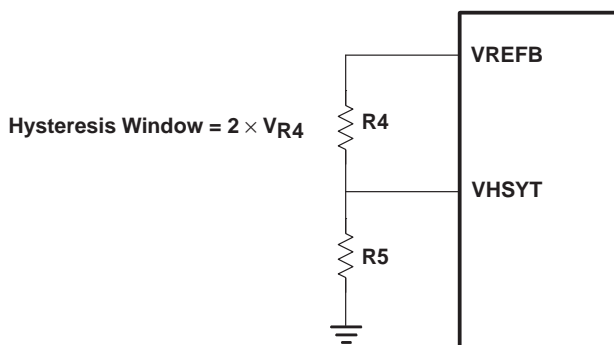 VREFB
R4
Hysteresis Window = 2 × VR4
VHSYT
R5